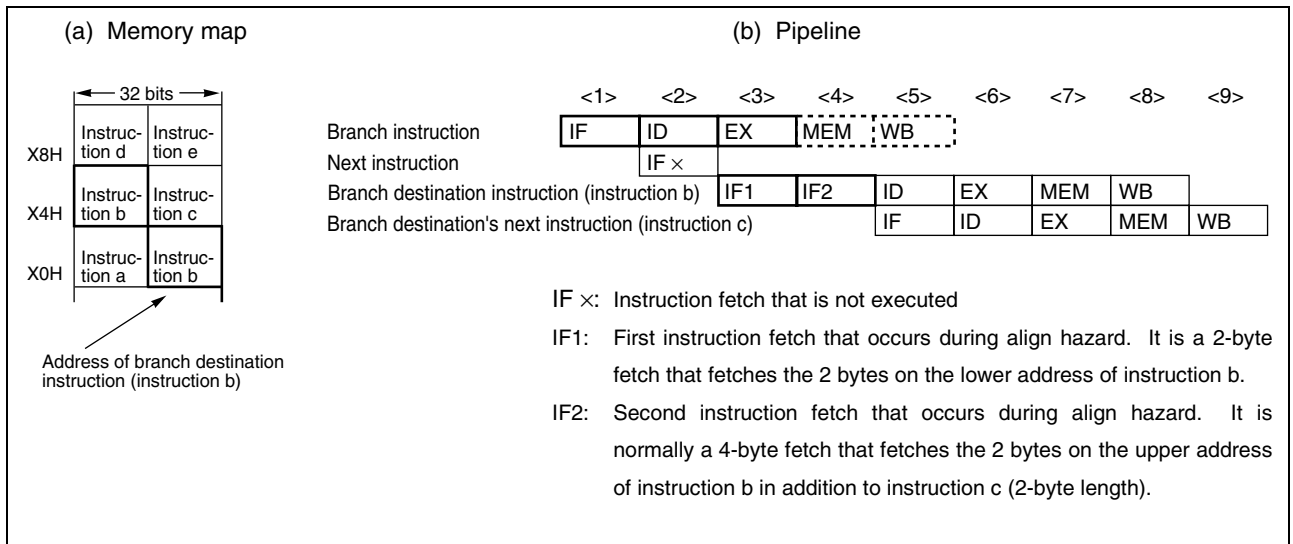 (a) Memory map
32 bits
X8H
Instruc-
tion d
Instruc-
tion e
X4H
Instruc-
tion b
Instruc-
tion c
X0H
Instruc-
tion a
Instruc-
tion b
Address of branch destination
instruction (instruction b)
(b) Pipeline
<1> <2> <3> <4> <5> <6> <7> <8> <9>
Branch instruction IF ID EX MEM WB
Next instruction IF ×
Branch destination instruction (instruction b) IF1 IF2 ID EX MEM WB
Branch destination's next instruction (instruction c) IF ID EX MEM WB
IF ×: Instruction fetch that is not executed
IF1: First instruction fetch that occurs during align hazard. It is a 2-byte
fetch that fetches the 2 bytes on the lower address of instruction b.
IF2: Second instruction fetch that occurs during align hazard. It is
normally a 4-byte fetch that fetches the 2 bytes on the upper address
of instruction b in addition to instruction c (2-byte length).